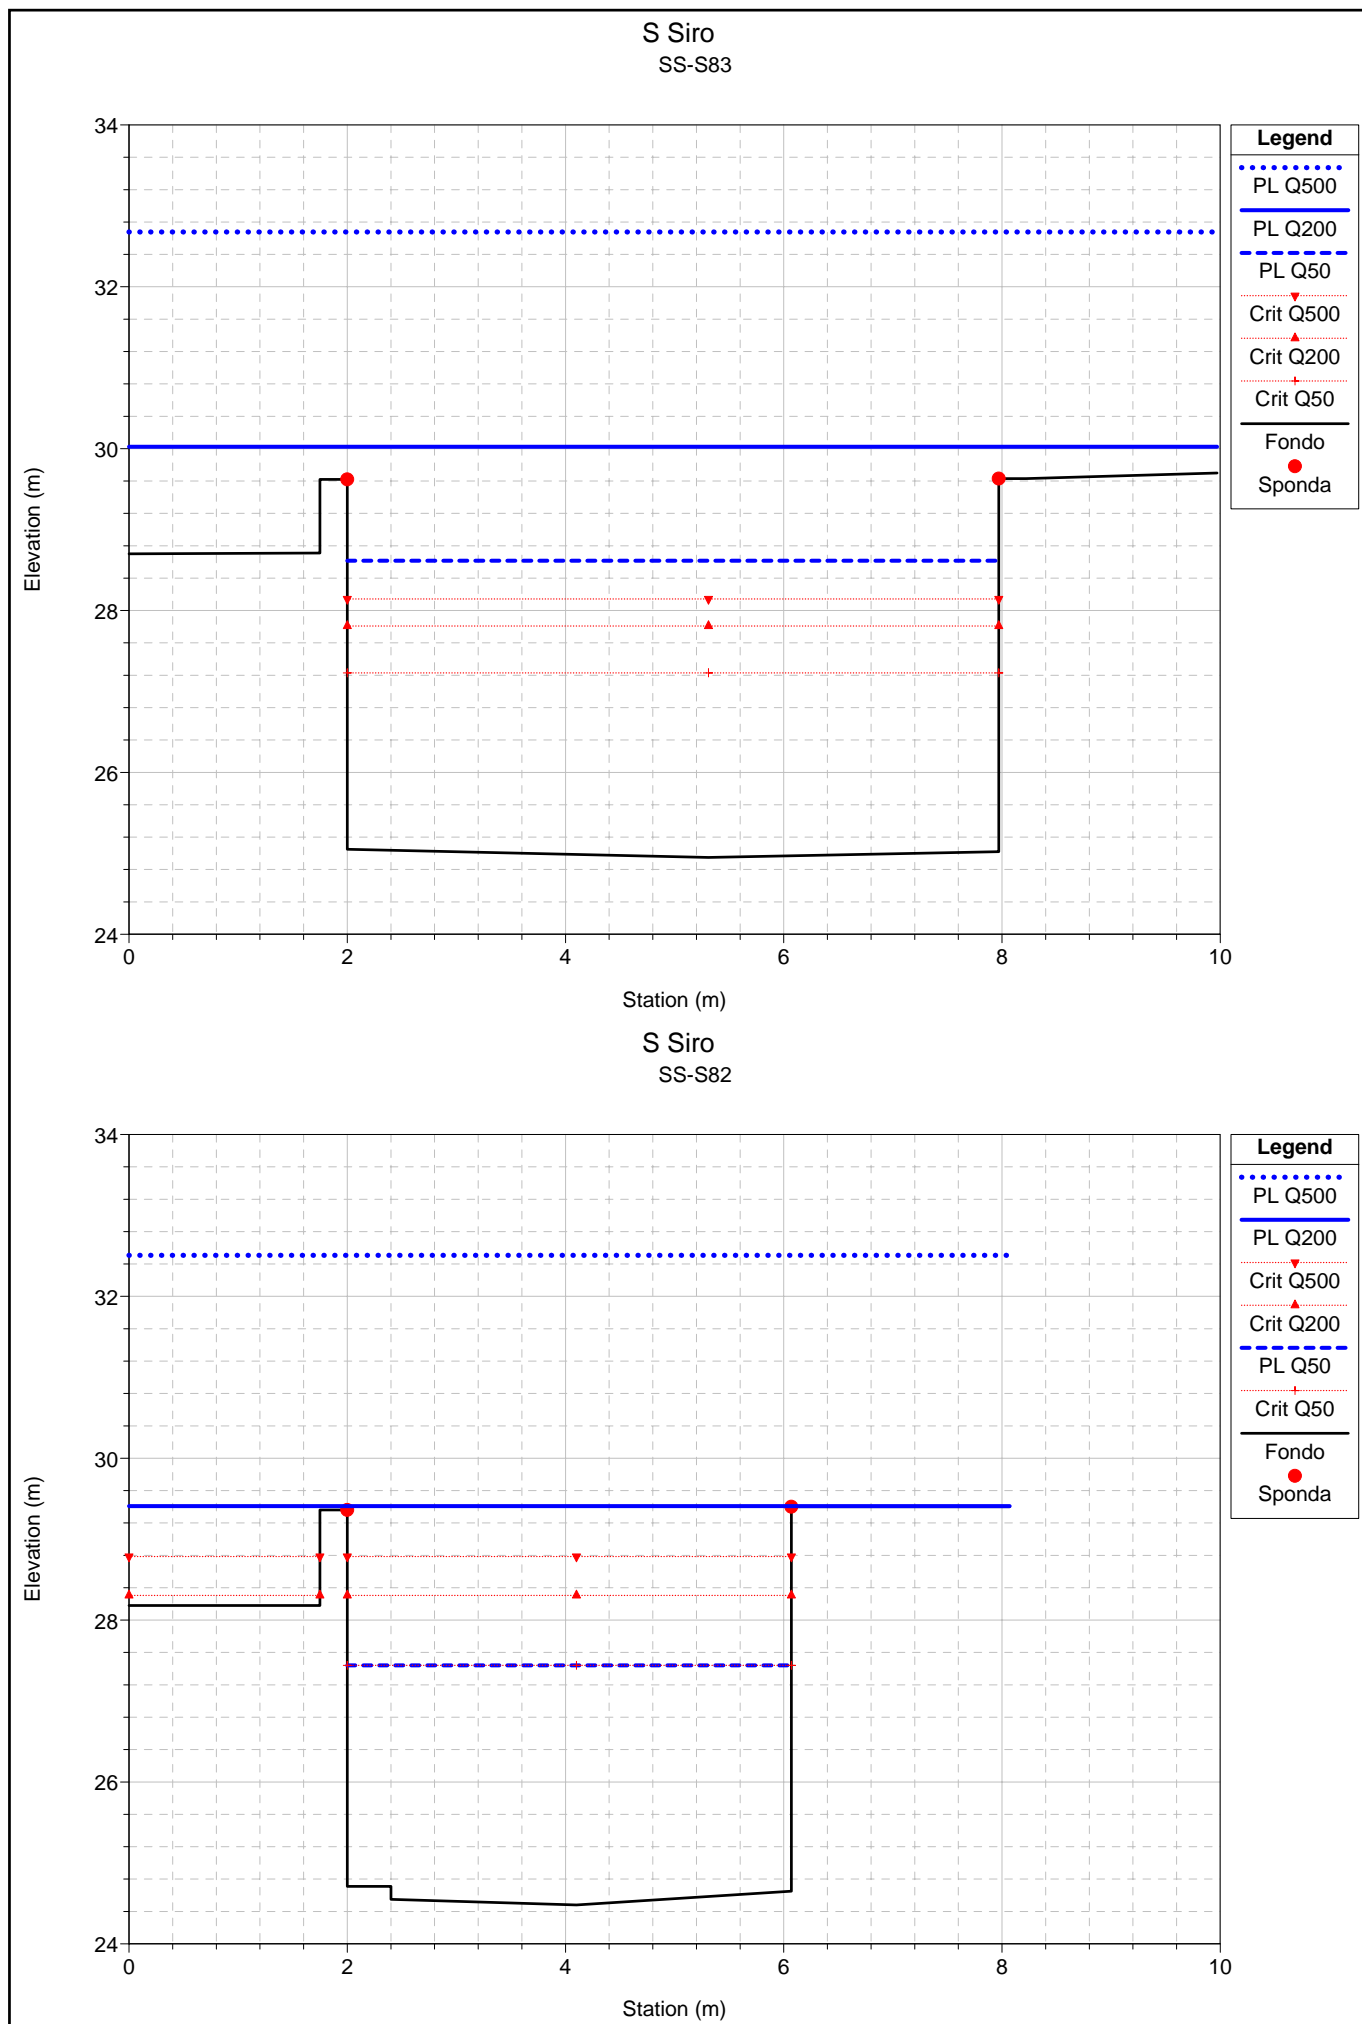 S Siro
SS-S83
34
32
30
28
26
24
0 2 4 6 8 10
Elevation (m)
Station (m)
Legend
PL Q500
PL Q200
PL Q50
Crit Q500
Crit Q200
Crit Q50
Fondo
Sponda
S Siro
SS-S82
34
32
30
28
26
24
0 2 4 6 8 10
Elevation (m)
Station (m)
Legend
PL Q500
PL Q200
Crit Q500
Crit Q200
PL Q50
Crit Q50
Fondo
Sponda